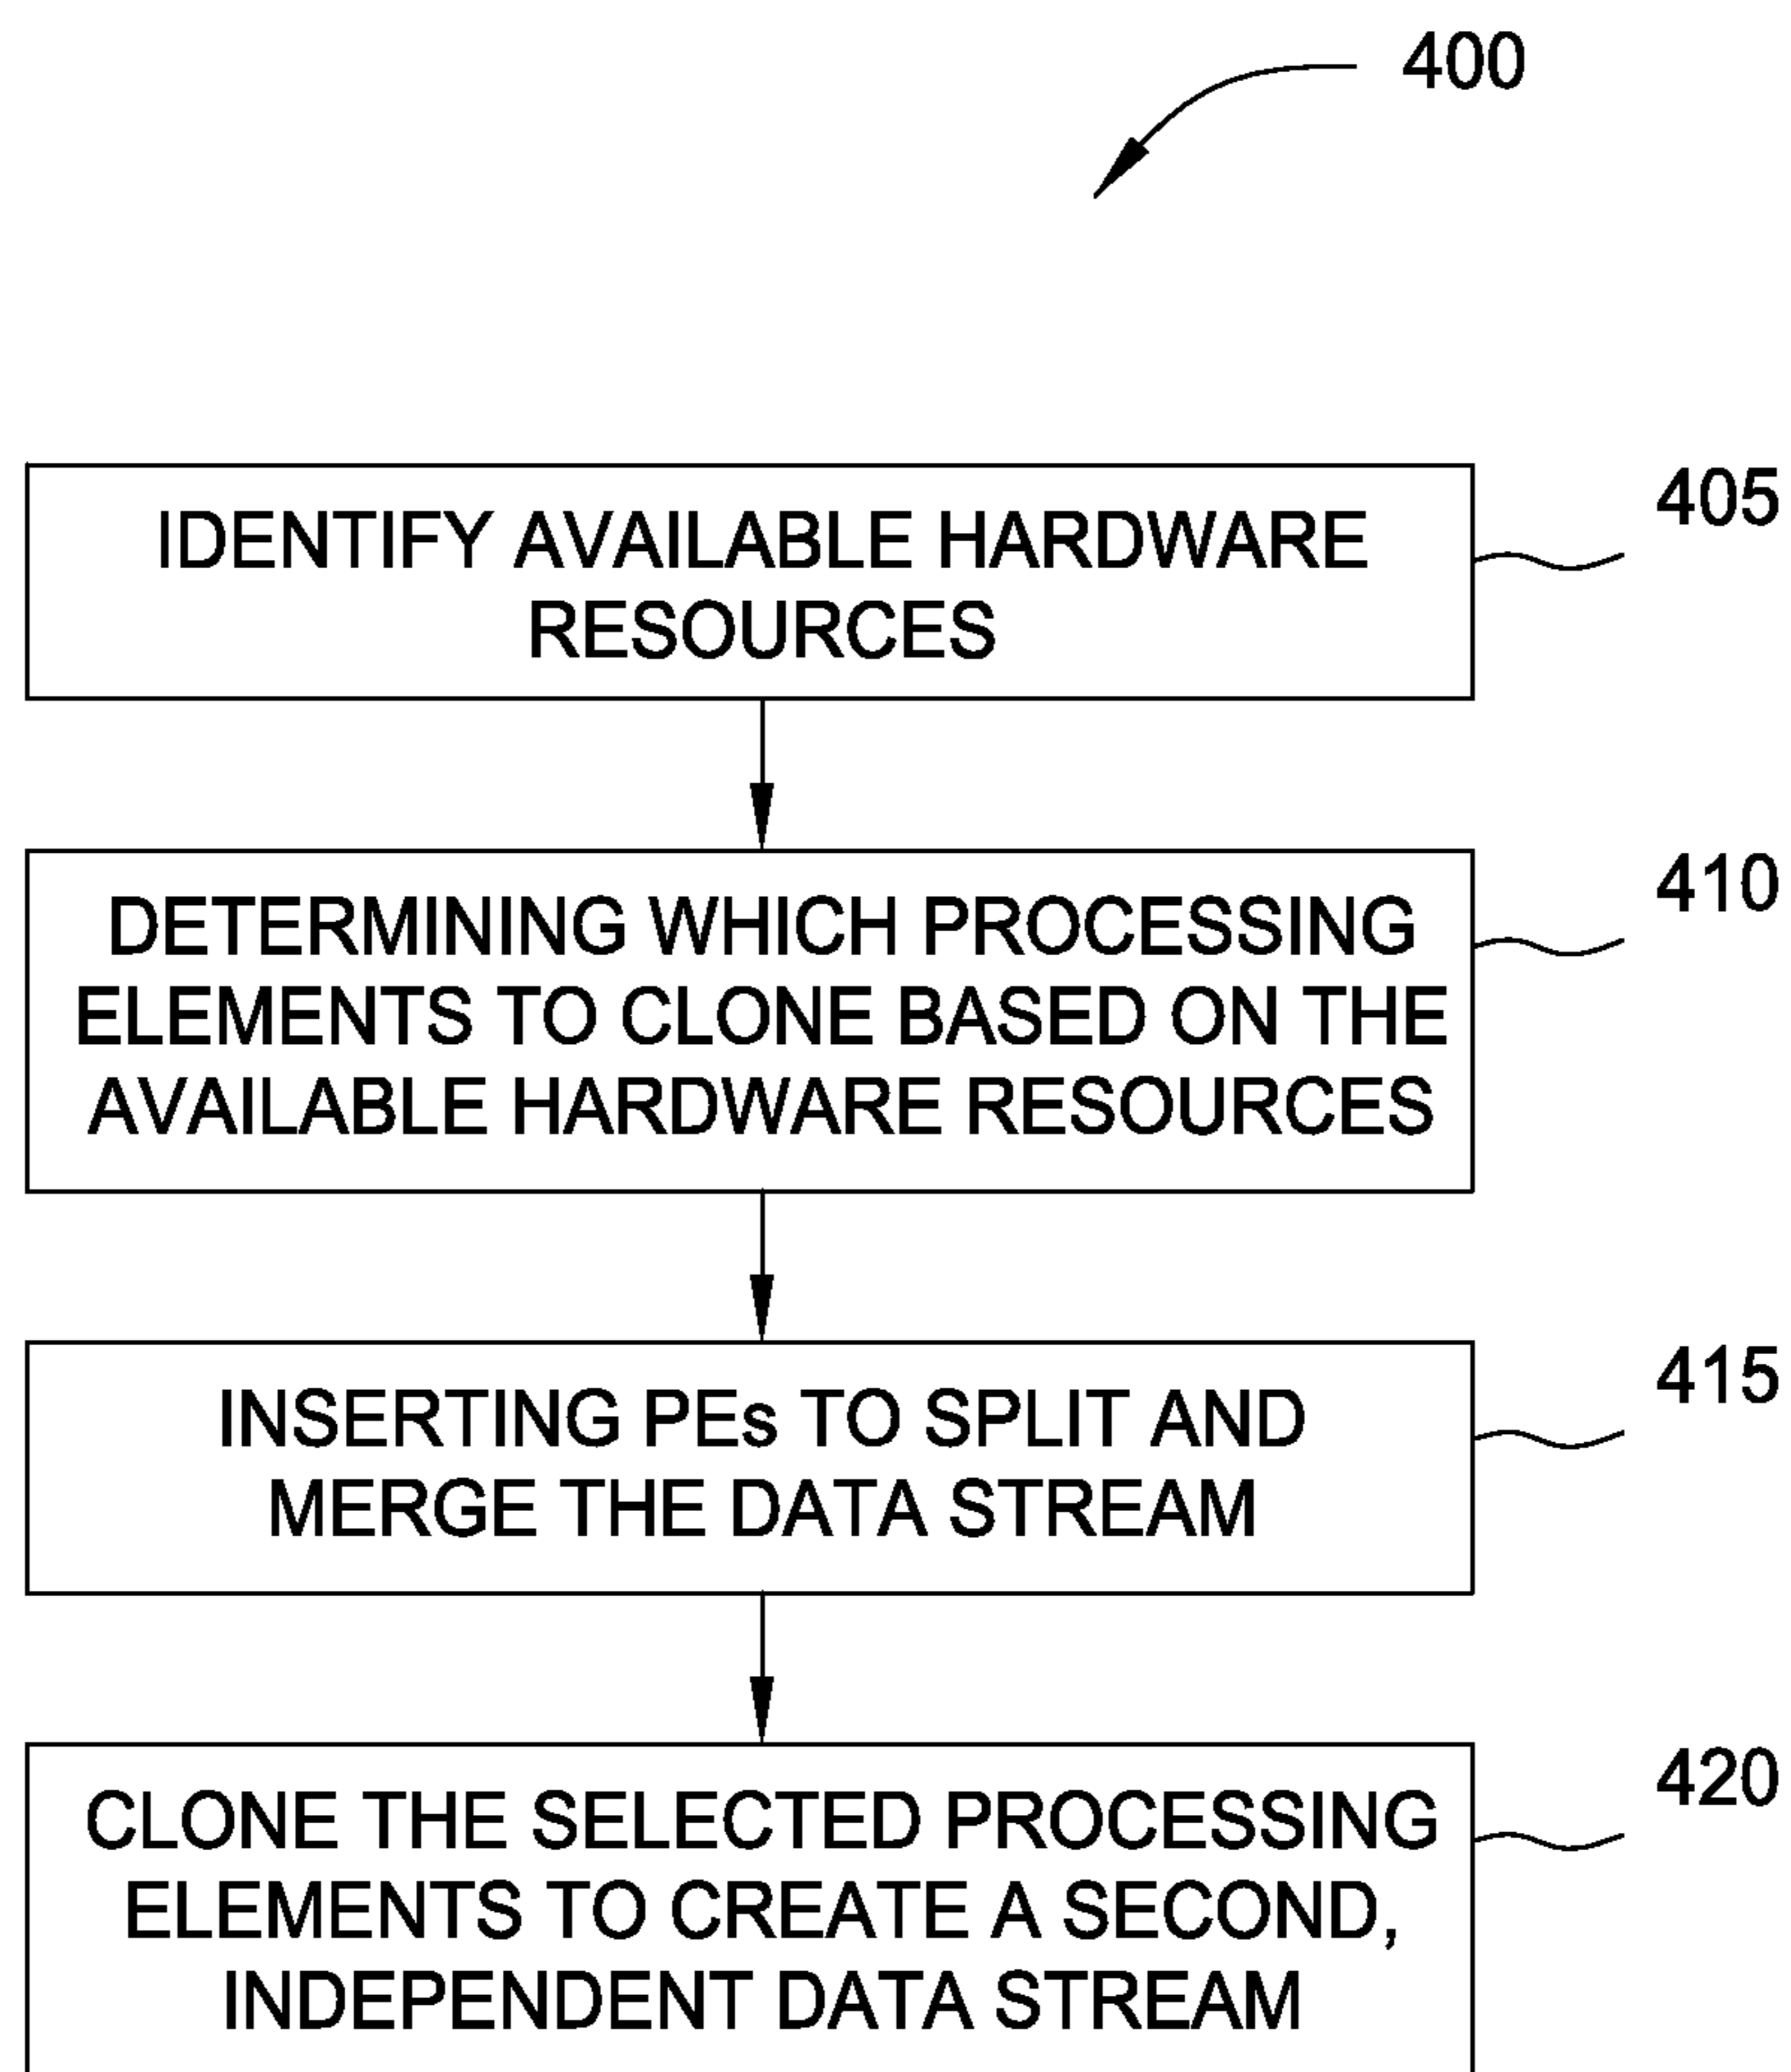 400
IDENTIFY AVAILABLE HARDWARE
RESOURCES
405
DETERMINING WHICH PROCESSING
ELEMENTS TO CLONE BASED ON THE
AVAILABLE HARDWARE RESOURCES
410
INSERTING PEs TO SPLIT AND
MERGE THE DATA STREAM
415
CLONE THE SELECTED PROCESSING
ELEMENTS TO CREATE A SECOND,
INDEPENDENT DATA STREAM
420